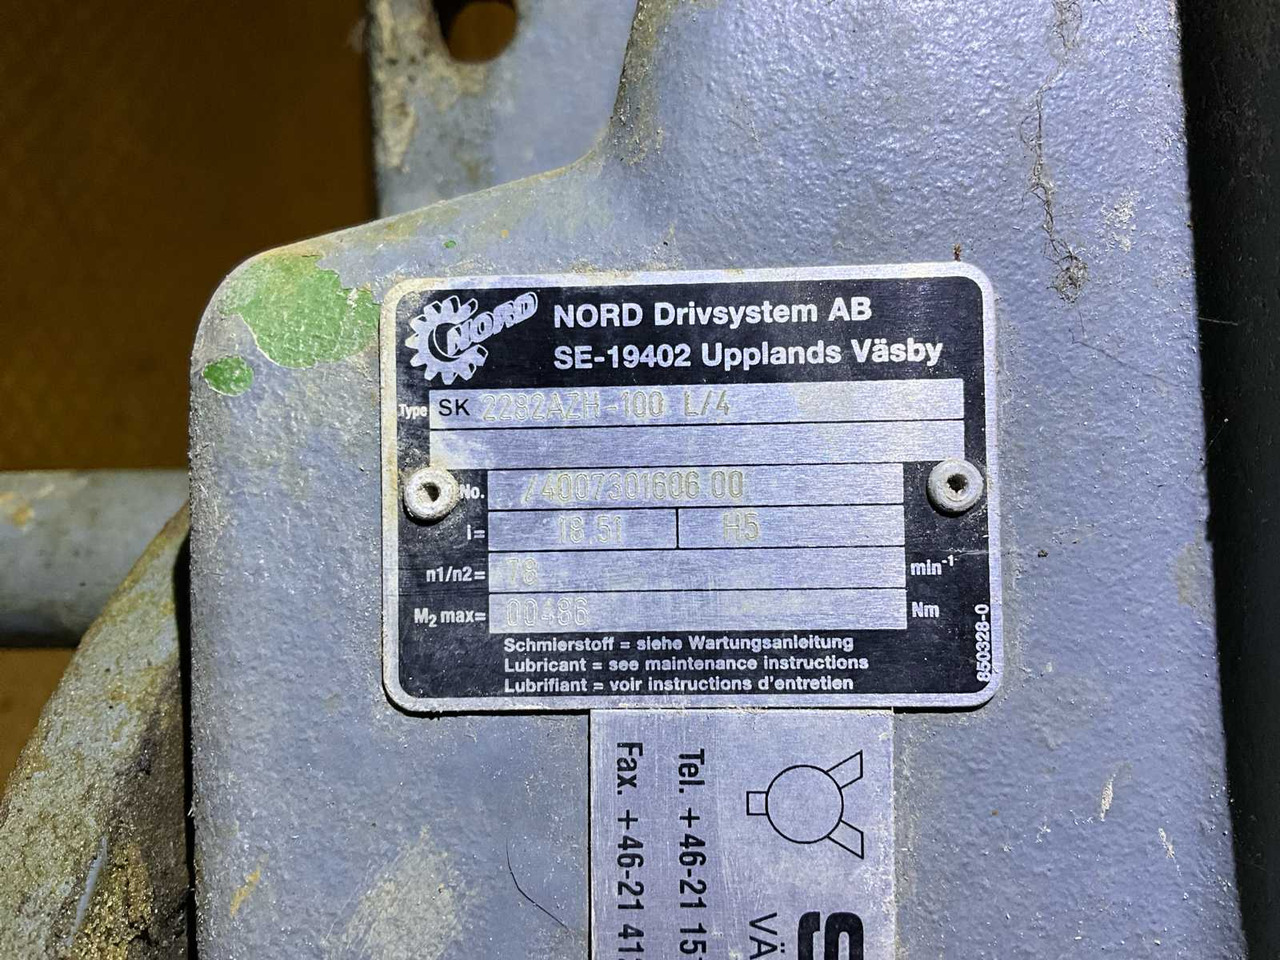 NORD
NORD Drivsystem AB
SE-19402 Upplands Väsby
Type SK 2282AZH-100 L/4
No. /4007301606 00
i= 18,51 H5
n1/n2= 78 min-1
M2 max= 00486 Nm
Schmierstoff = siehe Wartungsanleitung
Lubricant = see maintenance instructions
Lubrifiant = voir instructions d'entretien
850328-0
Tel. +46-21 15
Fax. +46-21 41
S
VÄ